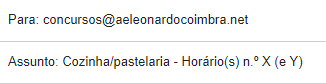 Para: concursos@aeleonardocoimbra.net
Assunto: Cozinha/pastelaria - Horário(s) n.º X (e Y)